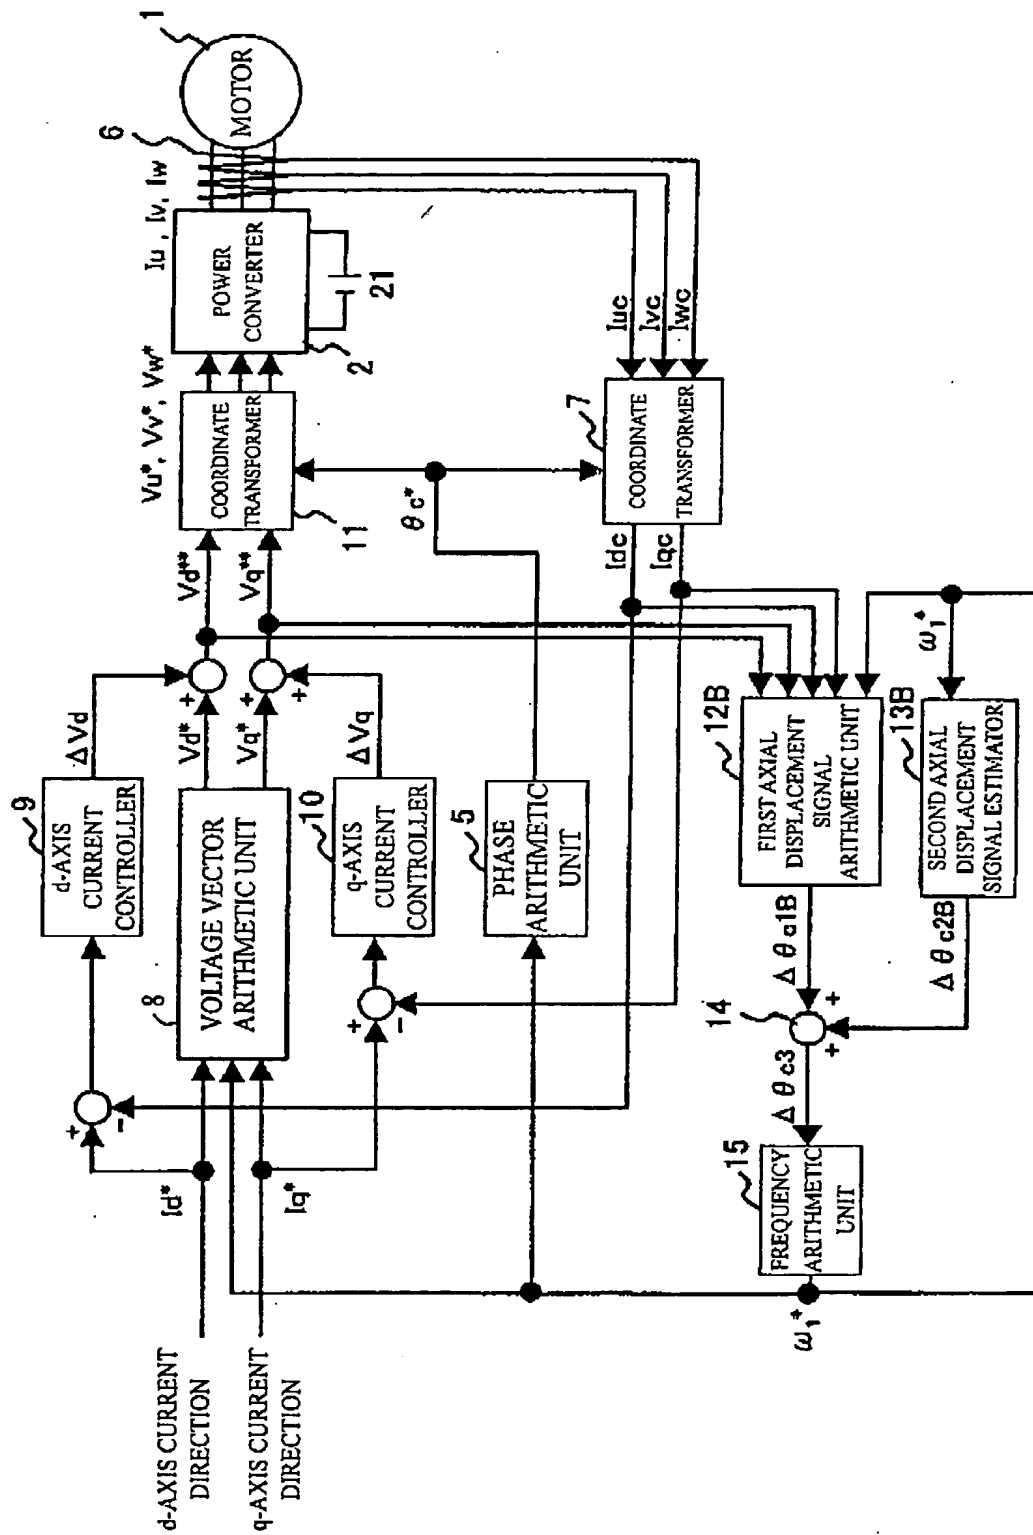 d-AXIS CURRENT
DIRECTION
q-AXIS CURRENT
DIRECTION
Id*
Iq*
+
−
+
−
9
d-AXIS
CURRENT
CONTROLLER
8
VOLTAGE VECTOR
ARITHMETIC UNIT
10
q-AXIS
CURRENT
CONTROLLER
5
PHASE
ARITHMETIC
UNIT
ΔVd
Vd*
+
Vq*
+
+
ΔVq
Vd**
Vq**
Vu*, Vv*, Vw*
COORDINATE
TRANSFORMER
11
θc*
Iu, Iv, Iw
POWER
CONVERTER
2
21
6
MOTOR
1
7
COORDINATE
TRANSFORMER
Iuc
Ivc
Iwc
Idc
Iqc
12B
FIRST AXIAL
DISPLACEMENT
SIGNAL
ARITHMETIC UNIT
13B
SECOND AXIAL
DISPLACEMENT
SIGNAL ESTIMATOR
ω1*
Δθa1B
Δθc2B
14
+
+
Δθc3
15
FREQUENCY
ARITHMETIC
UNIT
ω1*